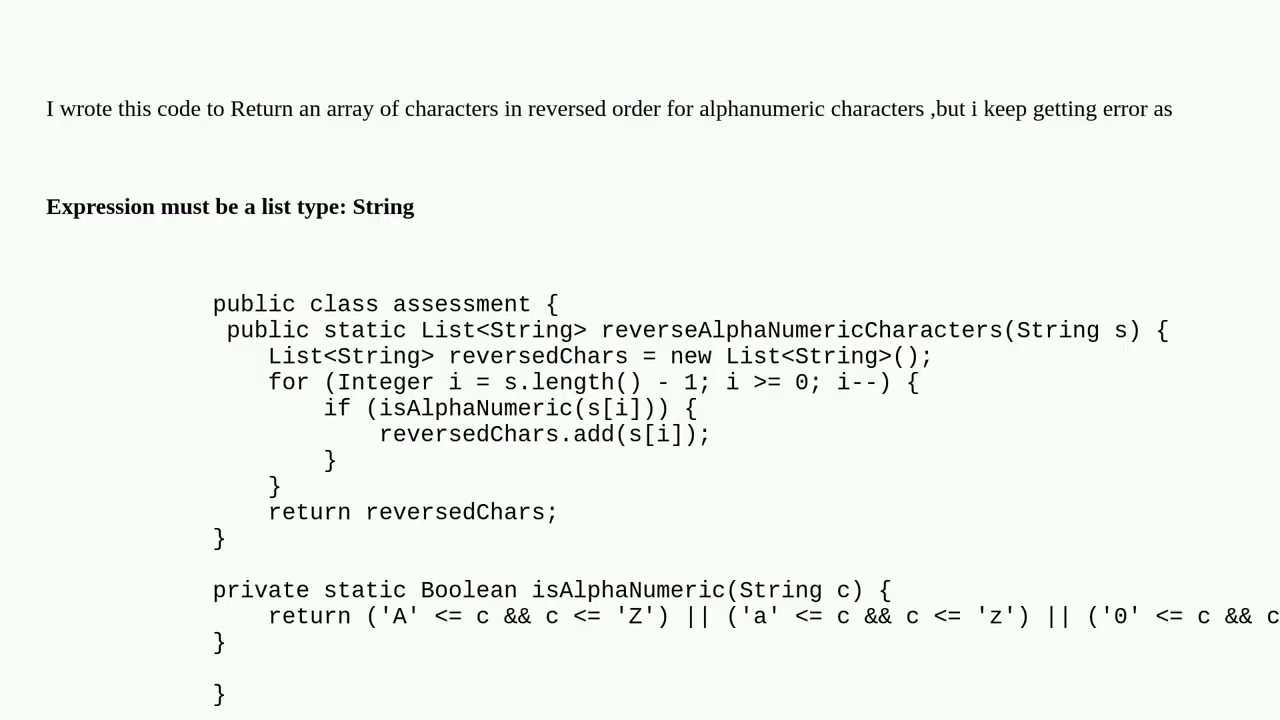 I wrote this code to Return an array of characters in reversed order for alphanumeric characters ,but i keep getting error as
Expression must be a list type: String
public class assessment {
 public static List<String> reverseAlphaNumericCharacters(String s) {
    List<String> reversedChars = new List<String>();
    for (Integer i = s.length() - 1; i >= 0; i--) {
        if (isAlphaNumeric(s[i])) {
            reversedChars.add(s[i]);
        }
    }
    return reversedChars;
}
private static Boolean isAlphaNumeric(String c) {
    return ('A' <= c && c <= 'Z') || ('a' <= c && c <= 'z') || ('0' <= c && c
}
}